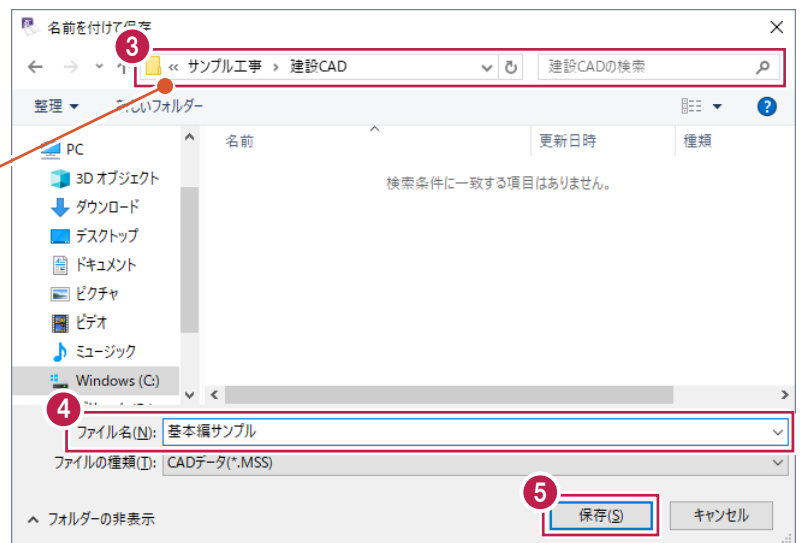 名前を付けて保存
3
« サンプル工事 › 建設CAD
建設CADの検索
整理
新しいフォルダー
?
名前
更新日時
種類
PC
検索条件に一致する項目はありません。
3D オブジェクト
ダウンロード
デスクトップ
ドキュメント
ピクチャ
ビデオ
ミュージック
Windows (C:)
4
ファイル名(N): 基本編サンプル
ファイルの種類(T): CADデータ(*.MSS)
5
フォルダーの非表示
保存(S)
キャンセル